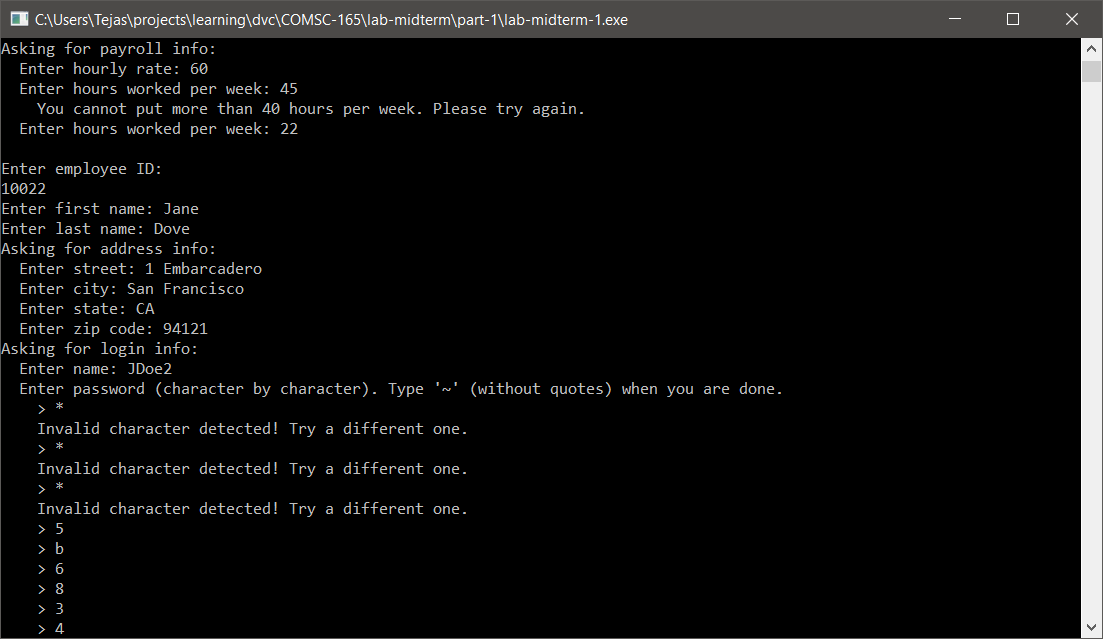 C:\Users\Tejas\projects\learning\dvc\COMSC-165\lab-midterm\part-1\lab-midterm-1.exe
Asking for payroll info:
  Enter hourly rate: 60
  Enter hours worked per week: 45
    You cannot put more than 40 hours per week. Please try again.
  Enter hours worked per week: 22

Enter employee ID:
10022
Enter first name: Jane
Enter last name: Dove
Asking for address info:
  Enter street: 1 Embarcadero
  Enter city: San Francisco
  Enter state: CA
  Enter zip code: 94121
Asking for login info:
  Enter name: JDoe2
  Enter password (character by character). Type '~' (without quotes) when you are done.
    > *
    Invalid character detected! Try a different one.
    > *
    Invalid character detected! Try a different one.
    > *
    Invalid character detected! Try a different one.
    > 5
    > b
    > 6
    > 8
    > 3
    > 4